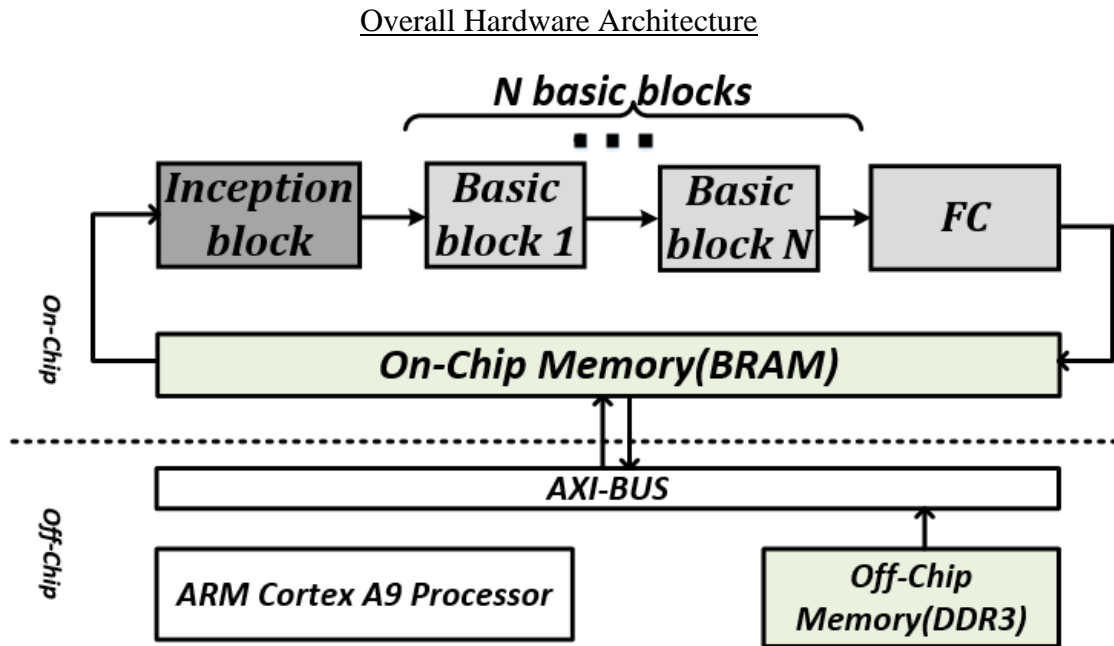 Overall Hardware Architecture
N basic blocks
Inception
block
Basic
block 1
Basic
block N
FC
On-Chip
On-Chip Memory(BRAM)
AXI-BUS
Off-Chip
ARM Cortex A9 Processor
Off-Chip
Memory(DDR3)